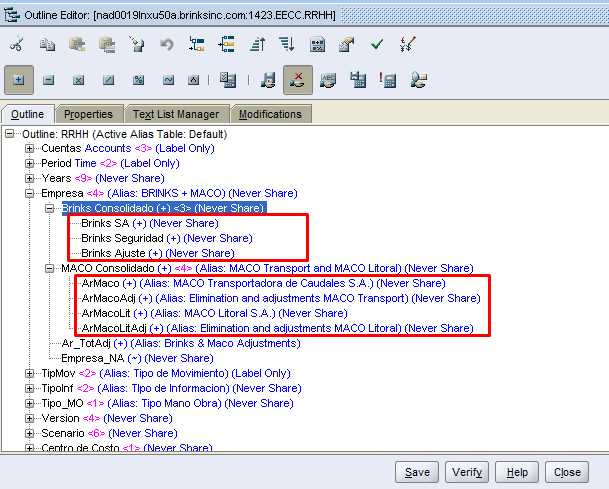 Outline Editor: [nad0019lnxu50a.brinksinc.com:1423.EECC.RRHH]
Outline
Properties
Text List Manager
Modifications
Outline: RRHH (Active Alias Table: Default)
Cuentas Accounts <3> (Label Only)
Period Time <2> (Label Only)
Years <9> (Never Share)
Empresa <4> (Alias: BRINKS + MACO) (Never Share)
Brinks Consolidado (+) <3> (Never Share)
Brinks SA (+) (Never Share)
Brinks Seguridad (+) (Never Share)
Brinks Ajuste (+) (Never Share)
MACO Consolidado (+) <4> (Alias: MACO Transport and MACO Litoral) (Never Share)
ArMaco (+) (Alias: MACO Transportadora de Caudales S.A.) (Never Share)
ArMacoAdj (+) (Alias: Elimination and adjustments MACO Transport) (Never Share)
ArMacoLit (+) (Alias: MACO Litoral S.A.) (Never Share)
ArMacoLitAdj (+) (Alias: Elimination and adjustments MACO Litoral) (Never Share)
Ar_TotAdj (+) (Alias: Brinks & Maco Adjustments)
Empresa_NA (~) (Never Share)
TipMov <2> (Alias: Tipo de Movimiento) (Label Only)
TipoInf <2> (Alias: TIpo de Informacion) (Never Share)
Tipo_MO <1> (Alias: Tipo Mano Obra) (Never Share)
Version <4> (Never Share)
Scenario <6> (Never Share)
Centro de Costo <1> (Never Share)
Save
Verify
Help
Close